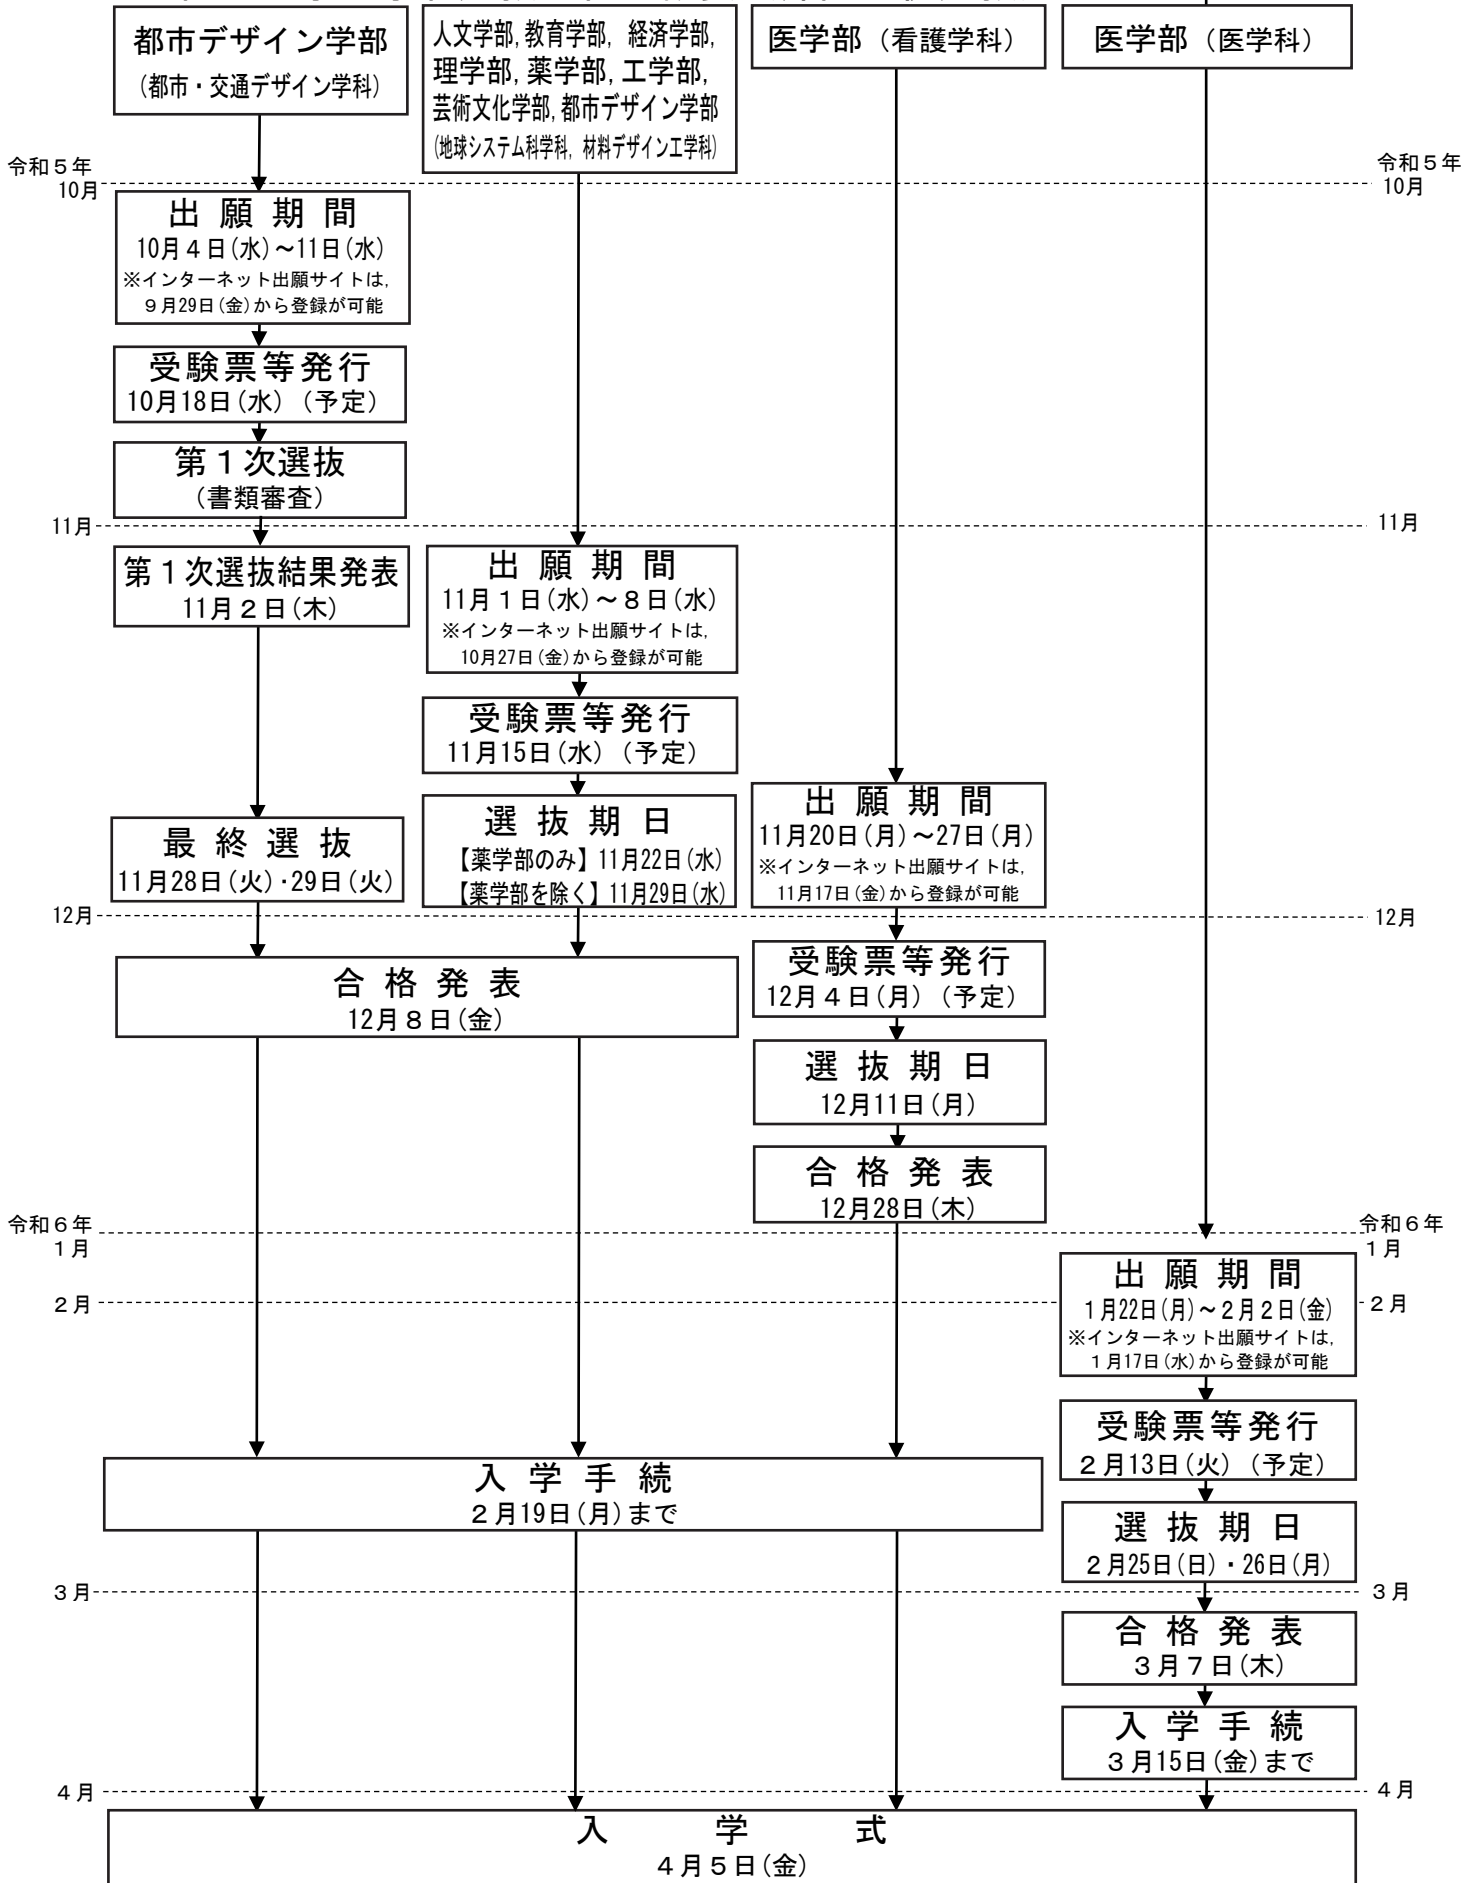 都市デザイン学部
（都市・交通デザイン学科）
人文学部，教育学部， 経済学部，
理学部，薬学部，工学部，
芸術文化学部，都市デザイン学部
（地球システム科学科， 材料デザイン工学科）
医学部（看護学科）
医学部（医学科）
令和５年
10月
令和５年
10月
出願期間
10月４日(水)～11日(水)
※インターネット出願サイトは，
９月29日(金)から登録が可能
受験票等発行
10月18日(水)（予定）
第１次選抜
（書類審査）
11月
11月
第１次選抜結果発表
11月２日(木)
出願期間
11月１日(水)～８日(水)
※インターネット出願サイトは，
10月27日(金)から登録が可能
受験票等発行
11月15日(水)（予定）
選抜期日
【薬学部のみ】11月22日(水)
【薬学部を除く】11月29日(水)
最終選抜
11月28日(火)・29日(火)
出願期間
11月20日(月)～27日(月)
※インターネット出願サイトは，
11月17日(金)から登録が可能
12月
12月
合格発表
12月８日(金)
受験票等発行
12月４日(月)（予定）
選抜期日
12月11日(月)
合格発表
12月28日(木)
令和６年
１月
令和６年
１月
出願期間
１月22日(月)～２月２日(金)
※インターネット出願サイトは，
１月17日(水)から登録が可能
２月
２月
受験票等発行
２月13日(火)（予定）
入学手続
２月19日(月)まで
選抜期日
２月25日(日)・26日(月)
３月
３月
合格発表
３月７日(木)
入学手続
３月15日(金)まで
４月
４月
入学式
４月５日(金)